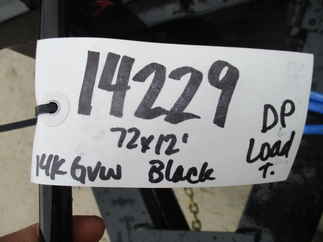 14229
72x12'
14K GVW Black
DP
Load
T.